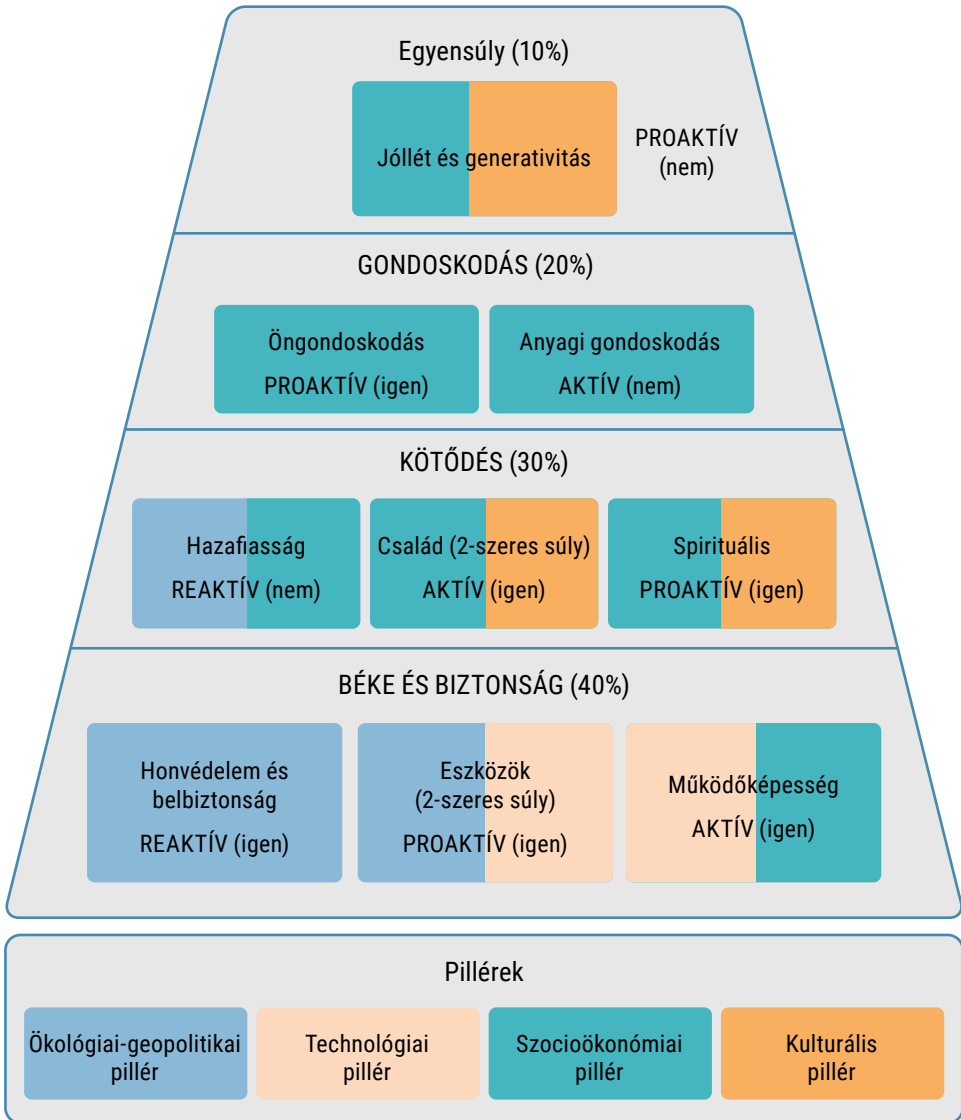 Egyensúly (10%)
Jóllét és generativitás
PROAKTÍV
(nem)
GONDOSKODÁS (20%)
Öngondoskodás
PROAKTÍV (igen)
Anyagi gondoskodás
AKTÍV (nem)
KÖTŐDÉS (30%)
Hazafiasság
REAKTÍV (nem)
Család (2-szeres súly)
AKTÍV (igen)
Spirituális
PROAKTÍV (igen)
BÉKE ÉS BIZTONSÁG (40%)
Honvédelem és
belbiztonság
REAKTÍV (igen)
Eszközök
(2-szeres súly)
PROAKTÍV (igen)
Működőképesség
AKTÍV (igen)
Pillérek
Ökológiai-geopolitikai
pillér
Technológiai
pillér
Szocioökonómiai
pillér
Kulturális
pillér